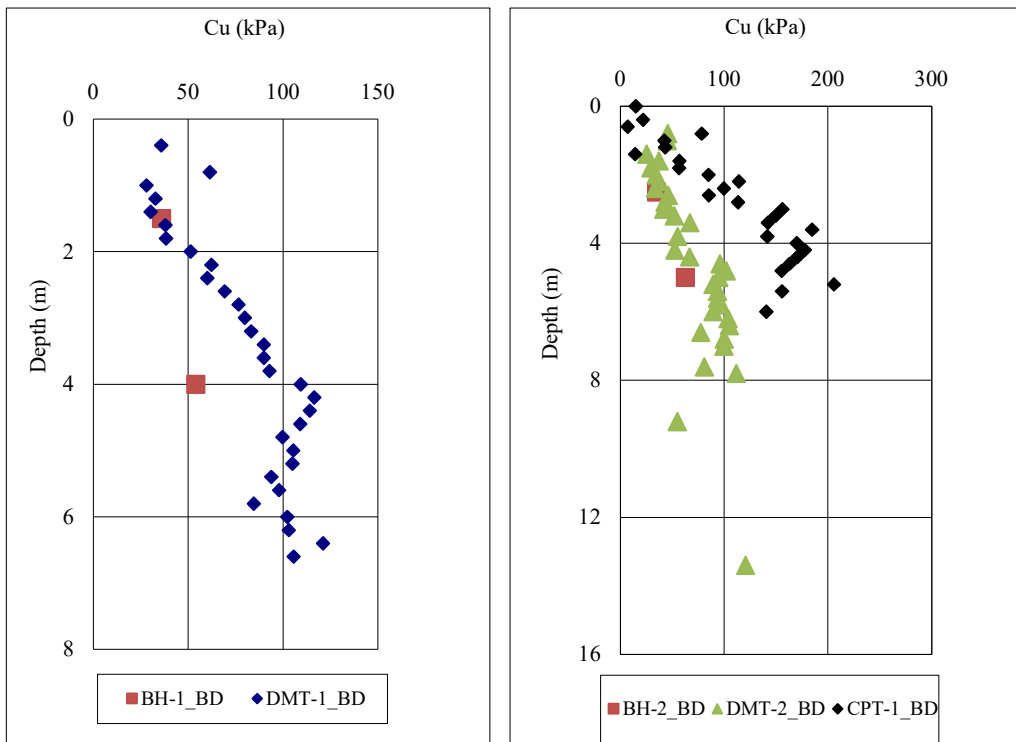 Cu (kPa)
0 50 100 150
0
2
4
6
8
Depth (m)
BH-1_BD DMT-1_BD
Cu (kPa)
0 100 200 300
0
4
8
12
16
Depth (m)
BH-2_BD DMT-2_BD CPT-1_BD